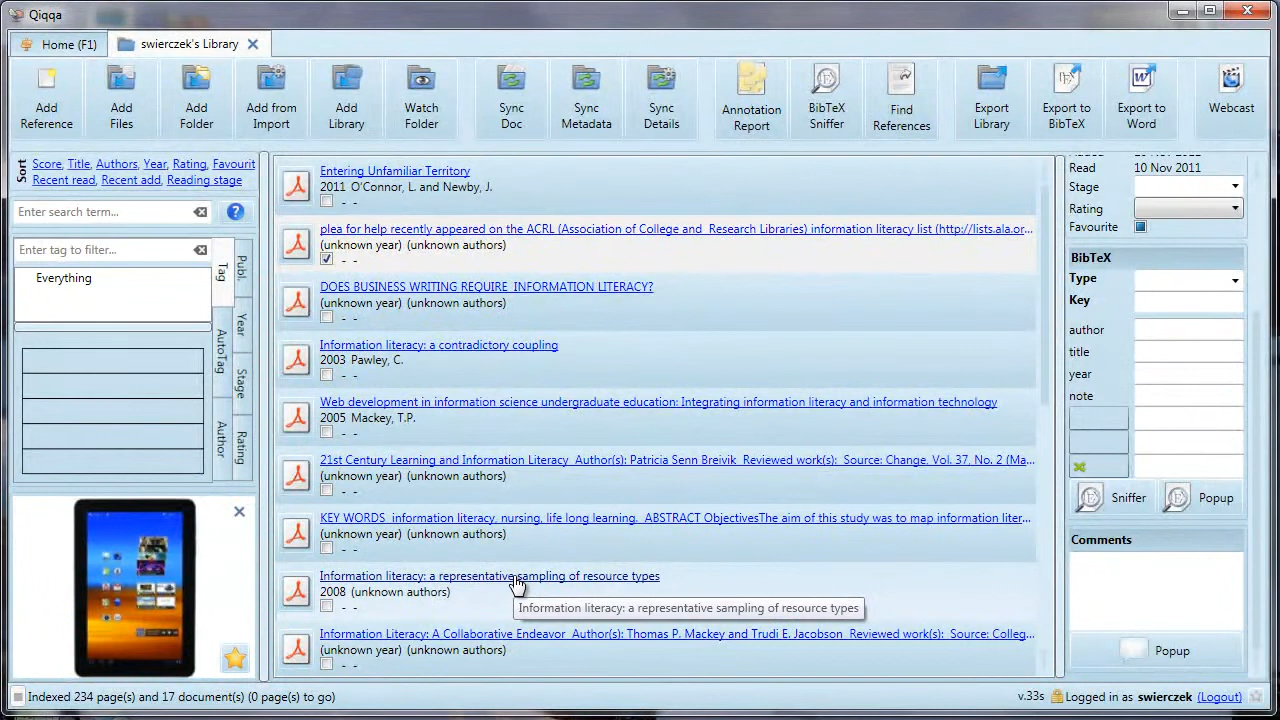 Qiqqa
Home (F1)
swierczek's Library
Add Reference
Add Files
Add Folder
Add from Import
Add Library
Watch Folder
Sync Doc
Sync Metadata
Sync Details
Annotation Report
BibTeX Sniffer
Find References
Export Library
Export to BibTeX
Export to Word
Webcast
Sort
Score, Title, Authors, Year, Rating, Favourit
Recent read, Recent add, Reading stage
Enter search term...
Enter tag to filter...
Everything
Tag
AutoTag
Author
Publ.
Year
Stage
Rating
Entering Unfamiliar Territory
2011 O'Connor, L. and Newby, J.
- -
plea for help recently appeared on the ACRL (Association of College and Research Libraries) information literacy list (http://lists.ala.or...
(unknown year) (unknown authors)
- -
DOES BUSINESS WRITING REQUIRE INFORMATION LITERACY?
(unknown year) (unknown authors)
- -
Information literacy: a contradictory coupling
2003 Pawley, C.
- -
Web development in information science undergraduate education: Integrating information literacy and information technology
2005 Mackey, T.P.
- -
21st Century Learning and Information Literacy Author(s): Patricia Senn Breivik Reviewed work(s): Source: Change, Vol. 37, No. 2 (Ma...
(unknown year) (unknown authors)
- -
KEY WORDS information literacy, nursing, life long learning. ABSTRACT ObjectivesThe aim of this study was to map information liter...
(unknown year) (unknown authors)
- -
Information literacy: a representative sampling of resource types
2008 (unknown authors)
- -
Information literacy: a representative sampling of resource types
Information Literacy: A Collaborative Endeavor Author(s): Thomas P. Mackey and Trudi E. Jacobson Reviewed work(s): Source: Colleg...
(unknown year) (unknown authors)
- -
Read 10 Nov 2011
Stage
Rating
Favourite
BibTeX
Type
Key
author
title
year
note
Sniffer
Popup
Comments
Popup
Indexed 234 page(s) and 17 document(s) (0 page(s) to go)
v.33s
Logged in as swierczek (Logout)